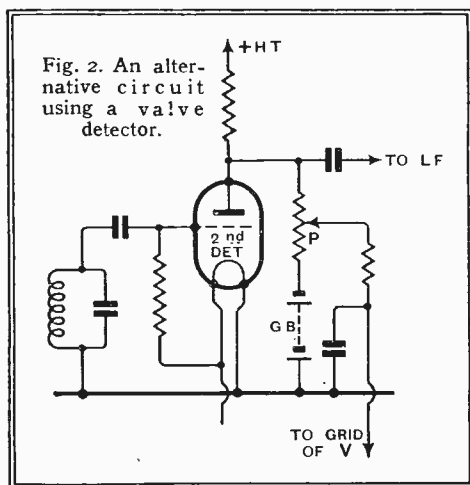 Fig. 2. An alter-
native circuit
using a valve
detector.
+HT
TO LF
2nd
DET
P
GB
TO GRID
OF V